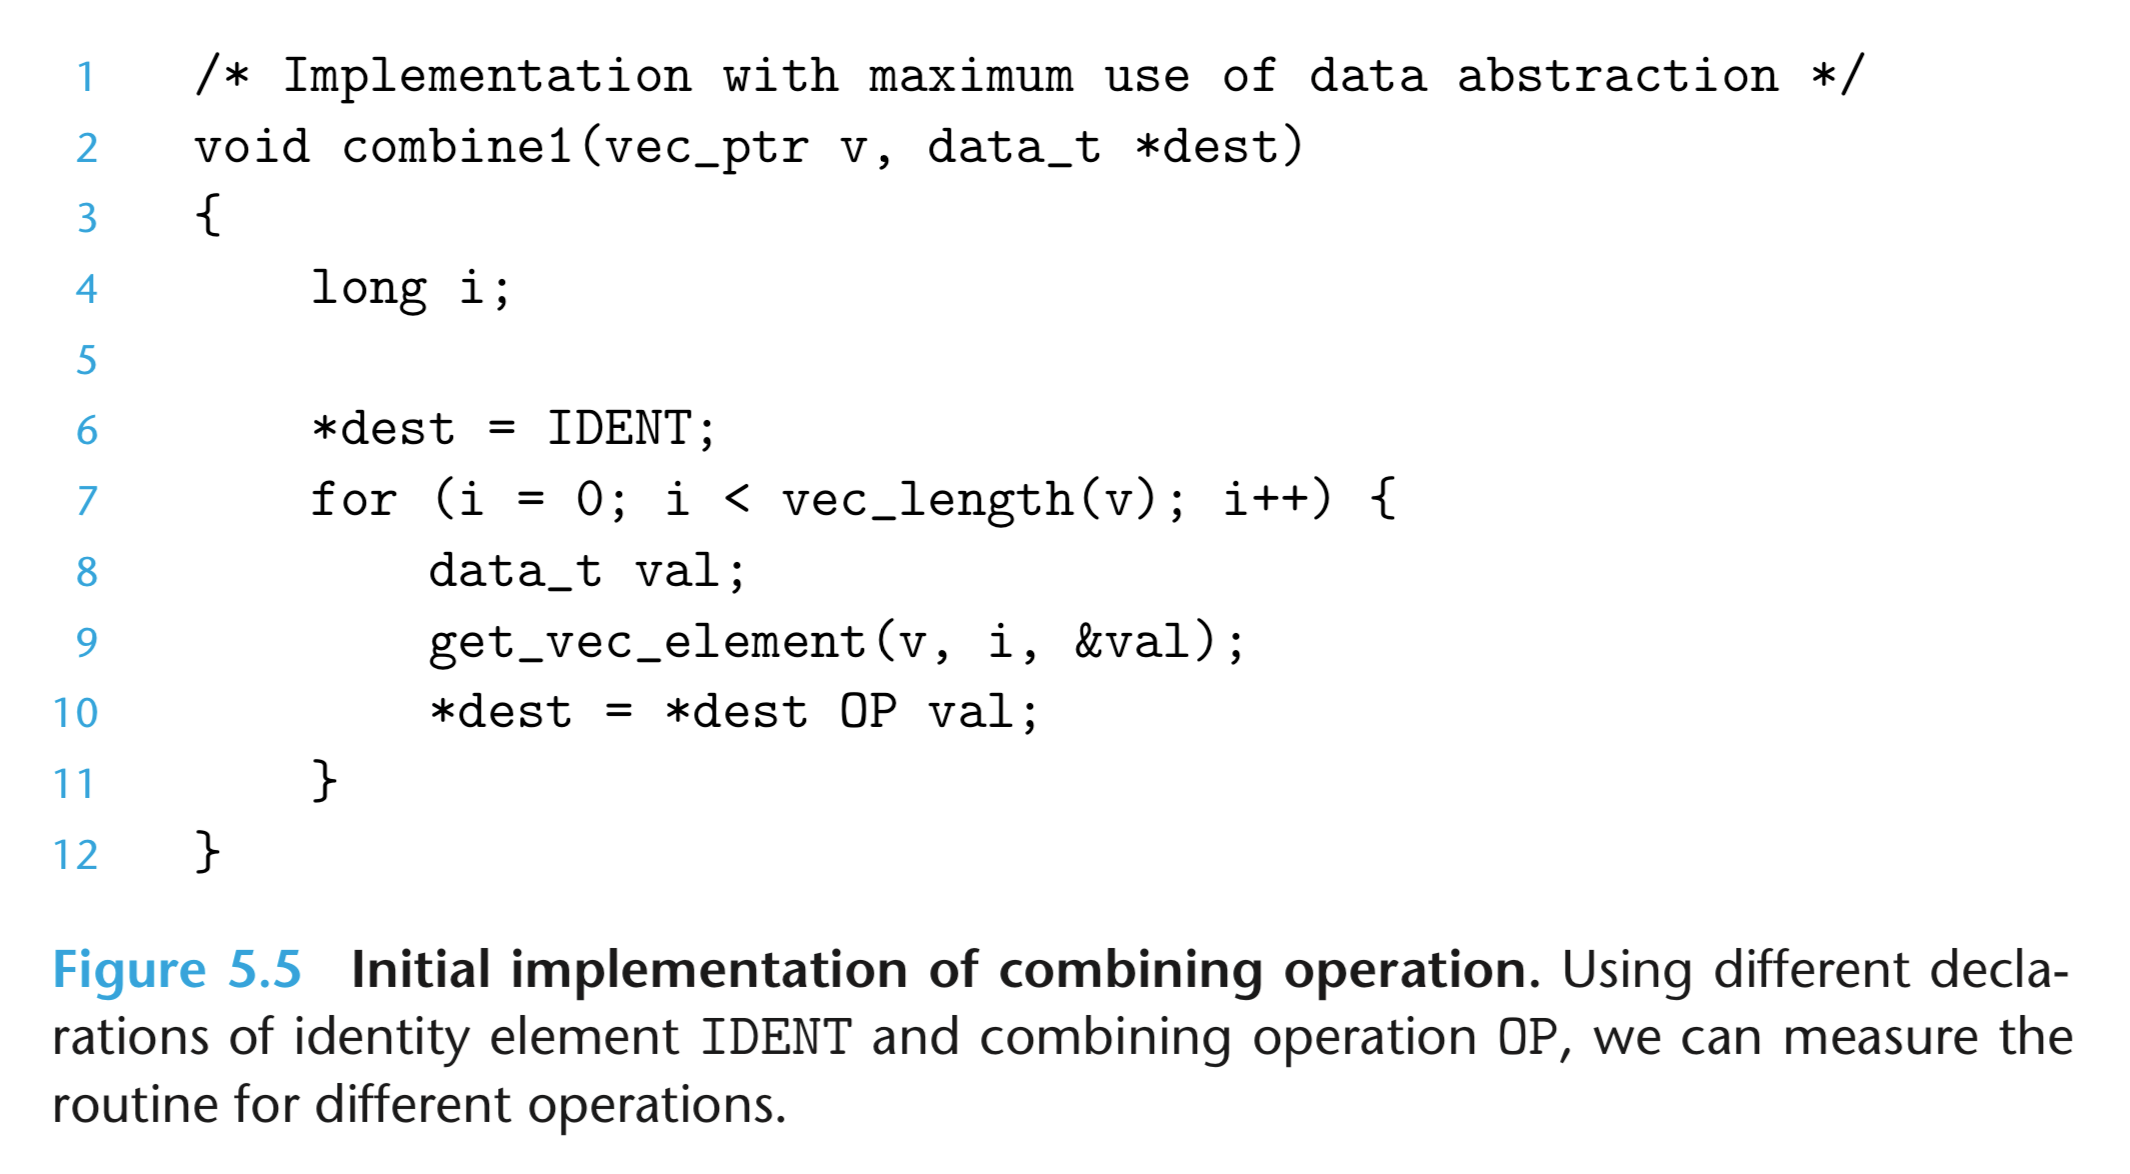 1 /* Implementation with maximum use of data abstraction */
2 void combine1(vec_ptr v, data_t *dest)
3 {
4     long i;
5
6     *dest = IDENT;
7     for (i = 0; i < vec_length(v); i++) {
8         data_t val;
9         get_vec_element(v, i, &val);
10         *dest = *dest OP val;
11     }
12 }
Figure 5.5 Initial implementation of combining operation. Using different decla-
rations of identity element IDENT and combining operation OP, we can measure the
routine for different operations.